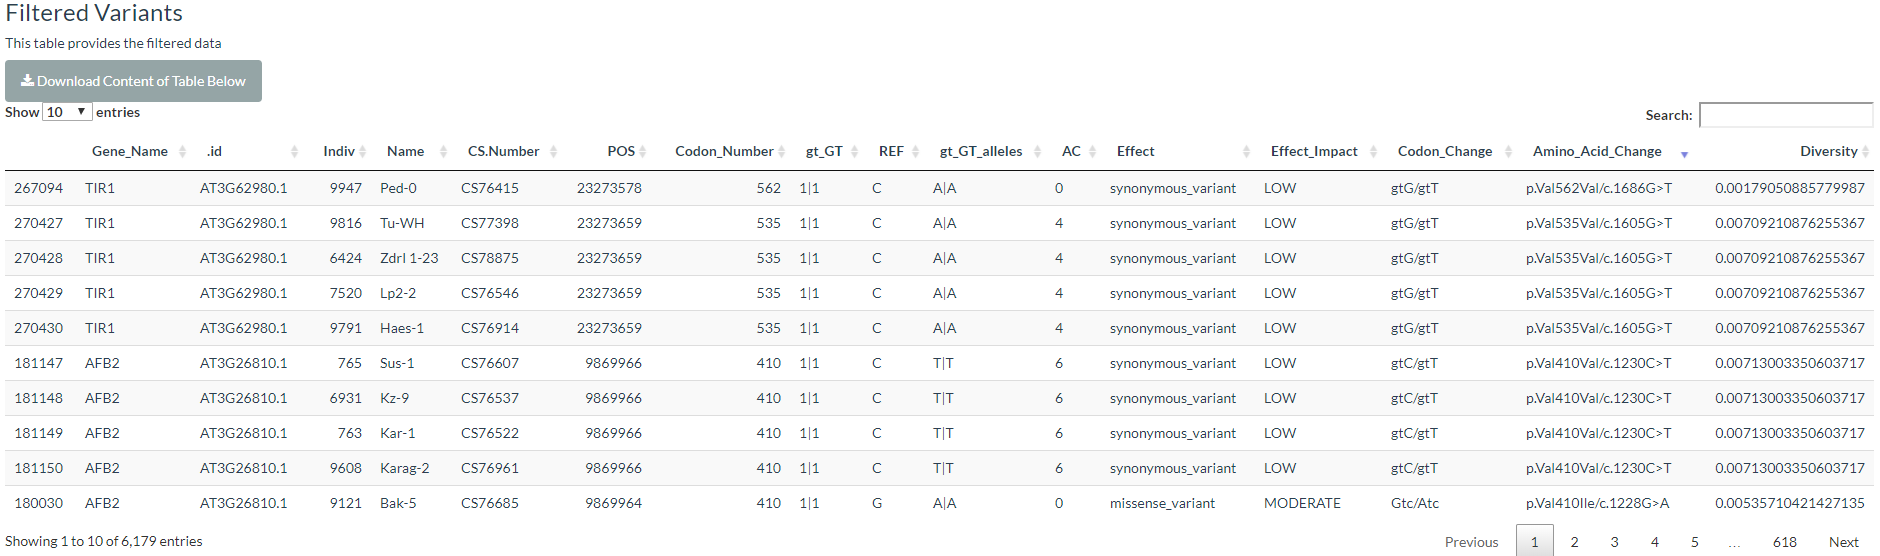 Filtered Variants
This table provides the filtered data
Download Content of Table Below
Show 10 entries Search:
Gene_Name .id Indiv Name CS.Number POS Codon_Number gt_GT REF gt_GT_alleles AC Effect Effect_Impact Codon_Change Amino_Acid_Change Diversity
267094 TIR1 AT3G62980.1 9947 Ped-0 CS76415 23273578 562 1|1 C A|A 0 synonymous_variant LOW gtG/gtT p.Val562Val/c.1686G>T 0.00179050885779987
270427 TIR1 AT3G62980.1 9816 Tu-WH CS77398 23273659 535 1|1 C A|A 4 synonymous_variant LOW gtG/gtT p.Val535Val/c.1605G>T 0.00709210876255367
270428 TIR1 AT3G62980.1 6424 Zdrl 1-23 CS78875 23273659 535 1|1 C A|A 4 synonymous_variant LOW gtG/gtT p.Val535Val/c.1605G>T 0.00709210876255367
270429 TIR1 AT3G62980.1 7520 Lp2-2 CS76546 23273659 535 1|1 C A|A 4 synonymous_variant LOW gtG/gtT p.Val535Val/c.1605G>T 0.00709210876255367
270430 TIR1 AT3G62980.1 9791 Haes-1 CS76914 23273659 535 1|1 C A|A 4 synonymous_variant LOW gtG/gtT p.Val535Val/c.1605G>T 0.00709210876255367
181147 AFB2 AT3G26810.1 765 Sus-1 CS76607 9869966 410 1|1 C T|T 6 synonymous_variant LOW gtC/gtT p.Val410Val/c.1230C>T 0.00713003350603717
181148 AFB2 AT3G26810.1 6931 Kz-9 CS76537 9869966 410 1|1 C T|T 6 synonymous_variant LOW gtC/gtT p.Val410Val/c.1230C>T 0.00713003350603717
181149 AFB2 AT3G26810.1 763 Kar-1 CS76522 9869966 410 1|1 C T|T 6 synonymous_variant LOW gtC/gtT p.Val410Val/c.1230C>T 0.00713003350603717
181150 AFB2 AT3G26810.1 9608 Karag-2 CS76961 9869966 410 1|1 C T|T 6 synonymous_variant LOW gtC/gtT p.Val410Val/c.1230C>T 0.00713003350603717
180030 AFB2 AT3G26810.1 9121 Bak-5 CS76685 9869964 410 1|1 G A|A 0 missense_variant MODERATE Gtc/Atc p.Val410Ile/c.1228G>A 0.00535710421427135
Showing 1 to 10 of 6,179 entries Previous 1 2 3 4 5 … 618 Next